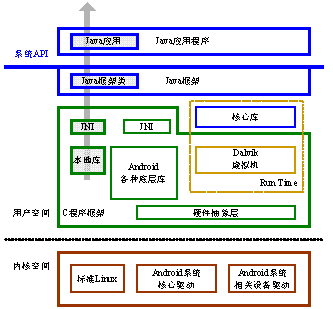 Java应用 Java应用程序
系统API
Java框架类 Java框架
JNI JNI 核心库
本地库 Android
各种底层库 Dalvik
虚拟机
Run Time
用户空间 C程序框架 硬件抽象层
内核空间
标准Linux Android系统
核心驱动 Android系统
相关设备驱动